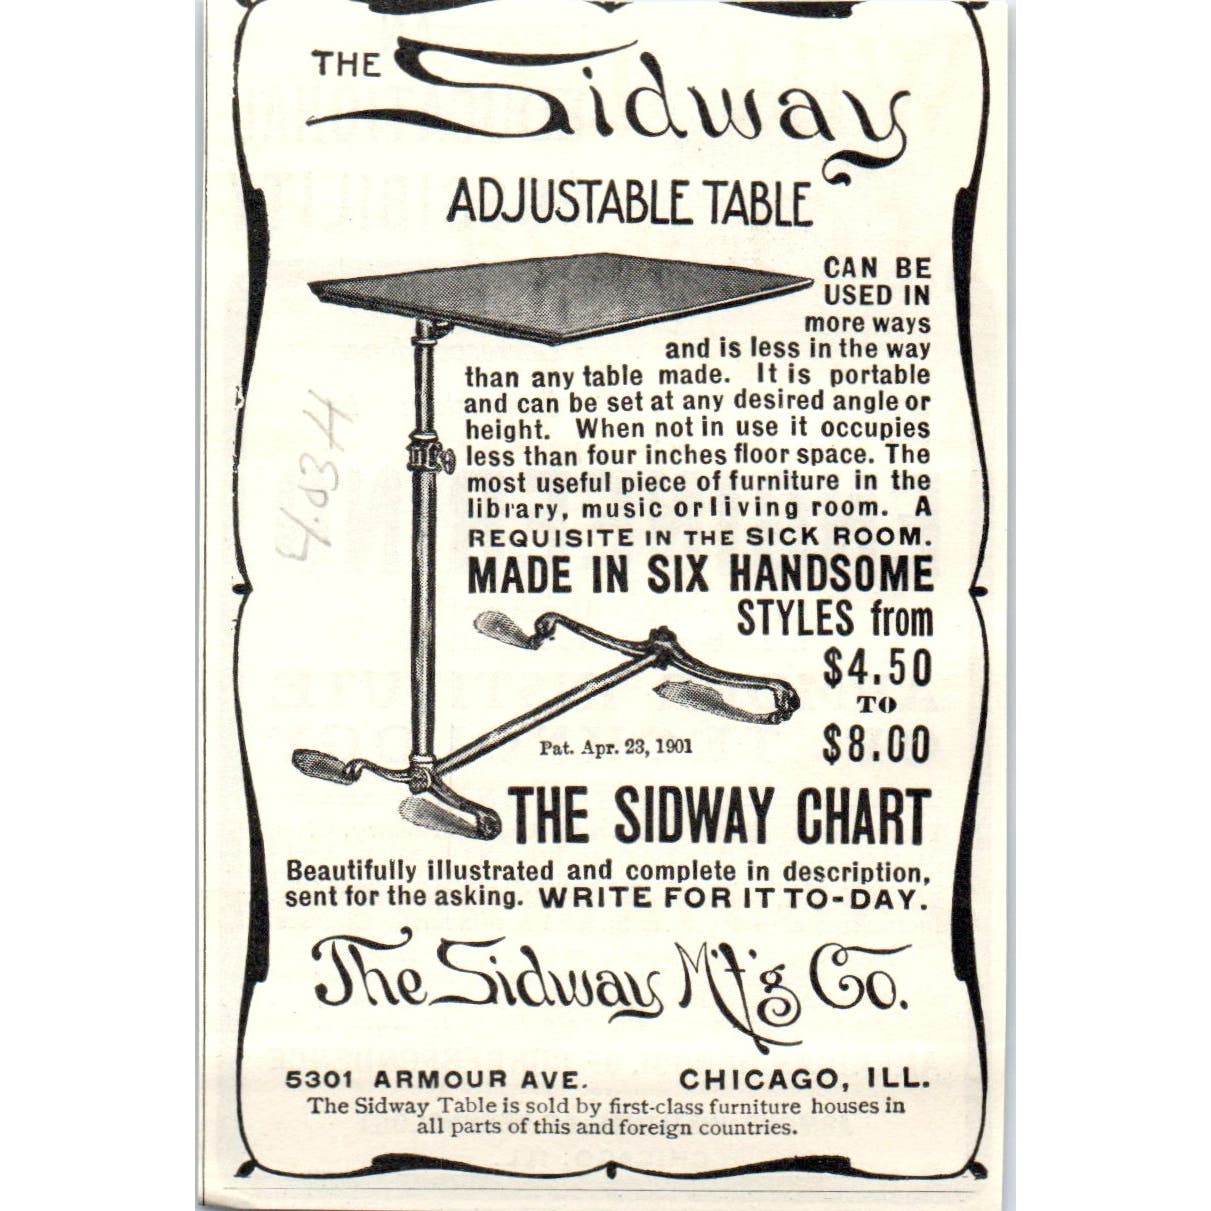 THE Sidway
ADJUSTABLE TABLE
CAN BE
USED IN
more ways
and is less in the way
than any table made. It is portable
and can be set at any desired angle or
height. When not in use it occupies
less than four inches floor space. The
most useful piece of furniture in the
library, music or living room. A
REQUISITE IN THE SICK ROOM.
MADE IN SIX HANDSOME
STYLES from
$4.50
TO
$8.00
Pat. Apr. 23, 1901
THE SIDWAY CHART
Beautifully illustrated and complete in description,
sent for the asking. WRITE FOR IT TO-DAY.
The Sidway M'f'g Co.
5301 ARMOUR AVE. CHICAGO, ILL.
The Sidway Table is sold by first-class furniture houses in
all parts of this and foreign countries.